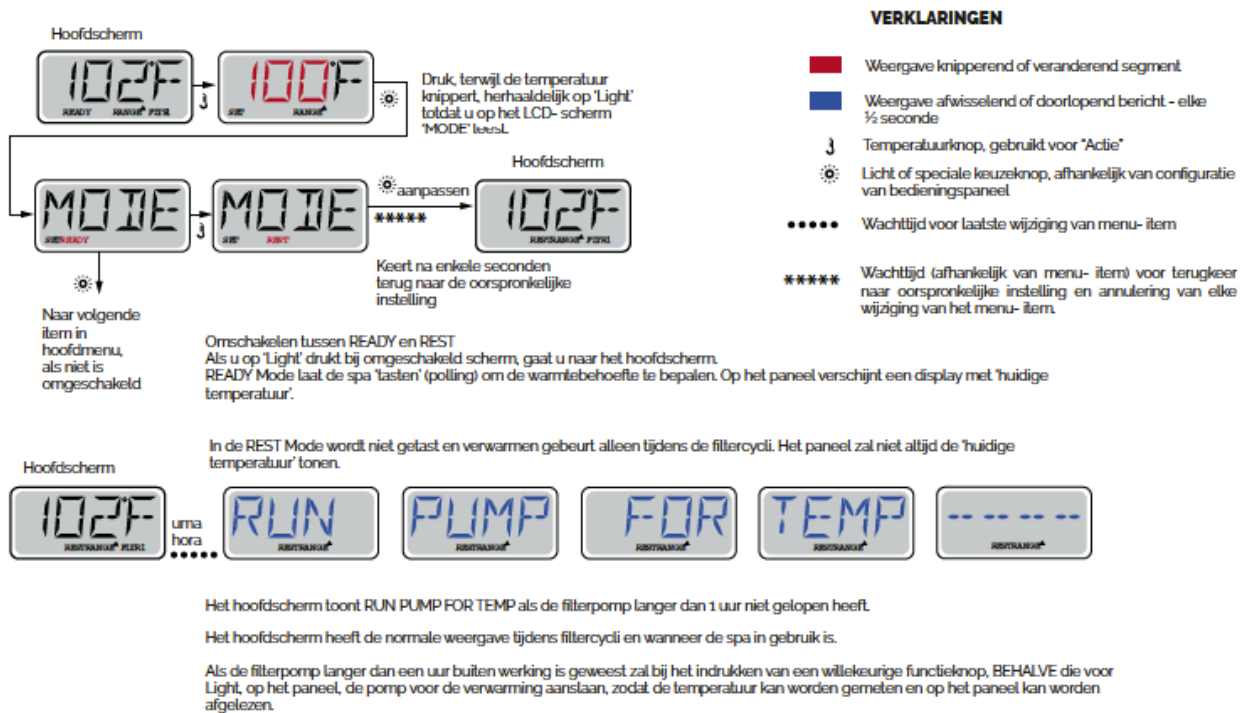 Hoofdscherm
102°F
READY RANGE FILTR1
100°F
SET RANGE
Druk, terwijl de temperatuur
knippert, herhaaldelijk op 'Light'
totdat u op het LCD- scherm
'MODE' leest.
MODE
SET READY
MODE
SET REST
aanpassen
*****
Hoofdscherm
102°F
REST RANGE FILTR1
Keert na enkele seconden
terug naar de oorspronkelijke
instelling
Naar volgende
item in
hoofdmenu,
als niet is
omgeschakeld
VERKLARINGEN
Weergave knipperend of veranderend segment
Weergave afwisselend of doorlopend bericht - elke
½ seconde
Temperatuurknop, gebruikt voor "Actie"
Licht of speciale keuzeknop, afhankelijk van configuratie
van bedieningspaneel
••••• Wachttijd voor laatste wijziging van menu- item
***** Wachttijd (afhankelijk van menu- item) voor terugkeer
naar oorspronkelijke instelling en annulering van elke
wijziging van het menu- item.
Omschakelen tussen READY en REST
Als u op 'Light' drukt bij omgeschakeld scherm, gaat u naar het hoofdscherm.
READY Mode laat de spa 'tasten' (polling) om de warmtebehoefte te bepalen. Op het paneel verschijnt een display met 'huidige
temperatuur'.
In de REST Mode wordt niet getast en verwarmen gebeurt alleen tijdens de filtercycli. Het paneel zal niet altijd de 'huidige
temperatuur' tonen.
Hoofdscherm
102°F
REST RANGE FILTR1
uma
hora
•••••
RUN
REST RANGE
PUMP
REST RANGE
FOR
REST RANGE
TEMP
REST RANGE
-- -- -- --
REST RANGE
Het hoofdscherm toont RUN PUMP FOR TEMP als de filterpomp langer dan 1 uur niet gelopen heeft.
Het hoofdscherm heeft de normale weergave tijdens filtercycli en wanneer de spa in gebruik is.
Als de filterpomp langer dan een uur buiten werking is geweest zal bij het indrukken van een willekeurige functieknop, BEHALVE die voor
Light, op het paneel, de pomp voor de verwarming aanslaan, zodat de temperatuur kan worden gemeten en op het paneel kan worden
afgelezen.